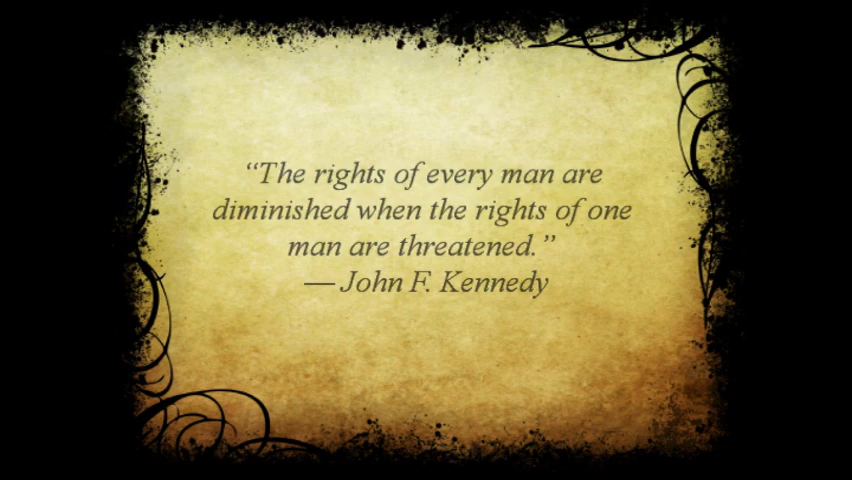 “The rights of every man are
diminished when the rights of one
man are threatened.”
— John F. Kennedy